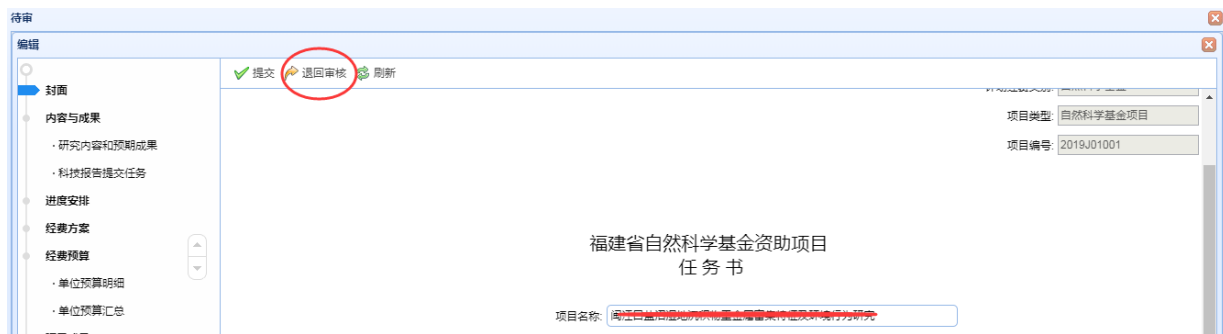 待审
编辑
提交 退回审核 刷新
封面
内容与成果
·研究内容和预期成果
·科技报告提交任务
进度安排
经费方案
经费预算
·单位预算明细
·单位预算汇总
项目类型: 自然科学基金项目
项目编号: 2019J01001
福建省自然科学基金资助项目
任 务 书
项目名称: